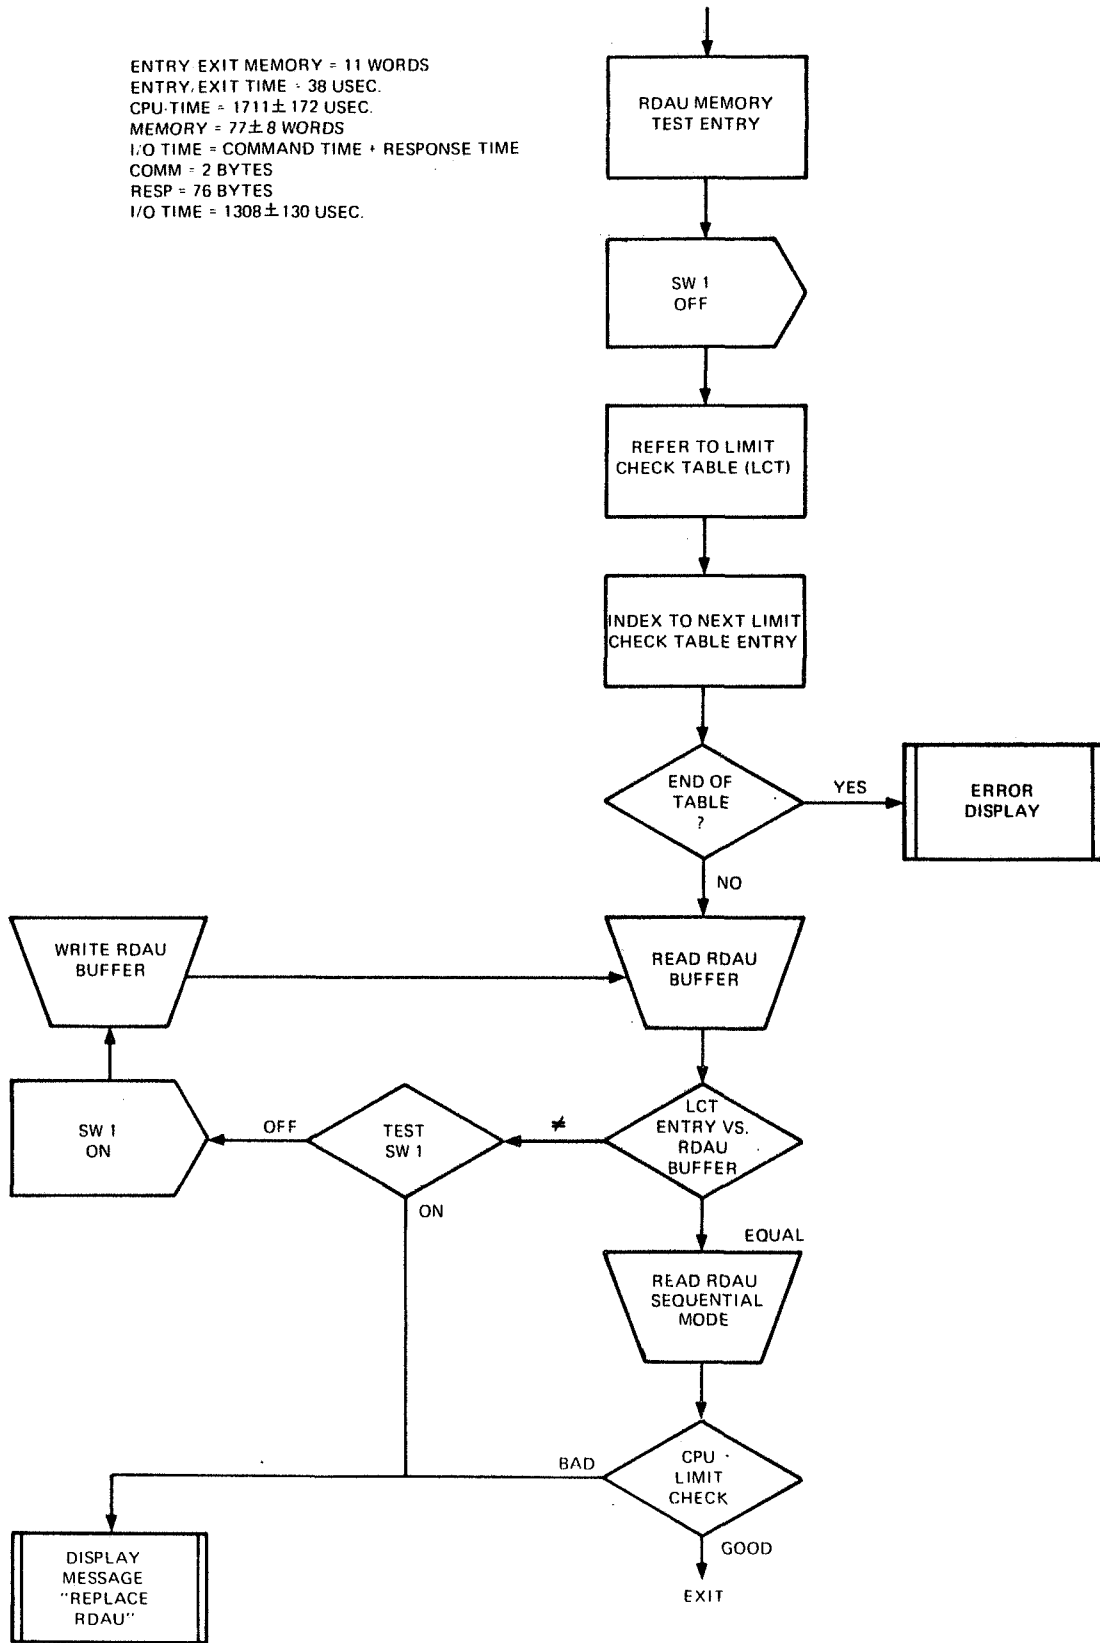 ENTRY EXIT MEMORY = 11 WORDS
ENTRY/EXIT TIME = 38 USEC.
CPU-TIME = 1711± 172 USEC.
MEMORY = 77±8 WORDS
I/O TIME = COMMAND TIME + RESPONSE TIME
COMM = 2 BYTES
RESP = 76 BYTES
I/O TIME = 1308±130 USEC.
RDAU MEMORY
TEST ENTRY
SW 1
OFF
REFER TO LIMIT
CHECK TABLE (LCT)
INDEX TO NEXT LIMIT
CHECK TABLE ENTRY
END OF
TABLE
?
YES
ERROR
DISPLAY
NO
WRITE RDAU
BUFFER
READ RDAU
BUFFER
SW 1
ON
OFF
TEST
SW 1
≠
LCT
ENTRY VS.
RDAU
BUFFER
ON
EQUAL
READ RDAU
SEQUENTIAL
MODE
BAD
CPU
LIMIT
CHECK
GOOD
EXIT
DISPLAY
MESSAGE
"REPLACE
RDAU"